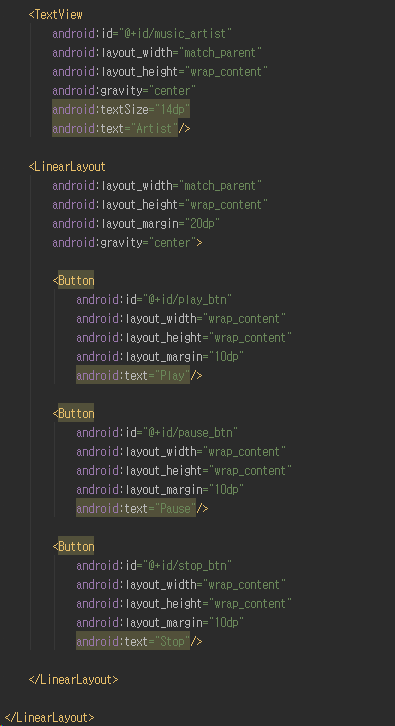 <TextView
android:id="@+id/music_artist"
android:layout_width="match_parent"
android:layout_height="wrap_content"
android:gravity="center"
android:textSize="14dp"
android:text="Artist"/>
<LinearLayout
android:layout_width="match_parent"
android:layout_height="wrap_content"
android:layout_margin="20dp"
android:gravity="center">
<Button
android:id="@+id/play_btn"
android:layout_width="wrap_content"
android:layout_height="wrap_content"
android:layout_margin="10dp"
android:text="Play"/>
<Button
android:id="@+id/pause_btn"
android:layout_width="wrap_content"
android:layout_height="wrap_content"
android:layout_margin="10dp"
android:text="Pause"/>
<Button
android:id="@+id/stop_btn"
android:layout_width="wrap_content"
android:layout_height="wrap_content"
android:layout_margin="10dp"
android:text="Stop"/>
</LinearLayout>
</LinearLayout>